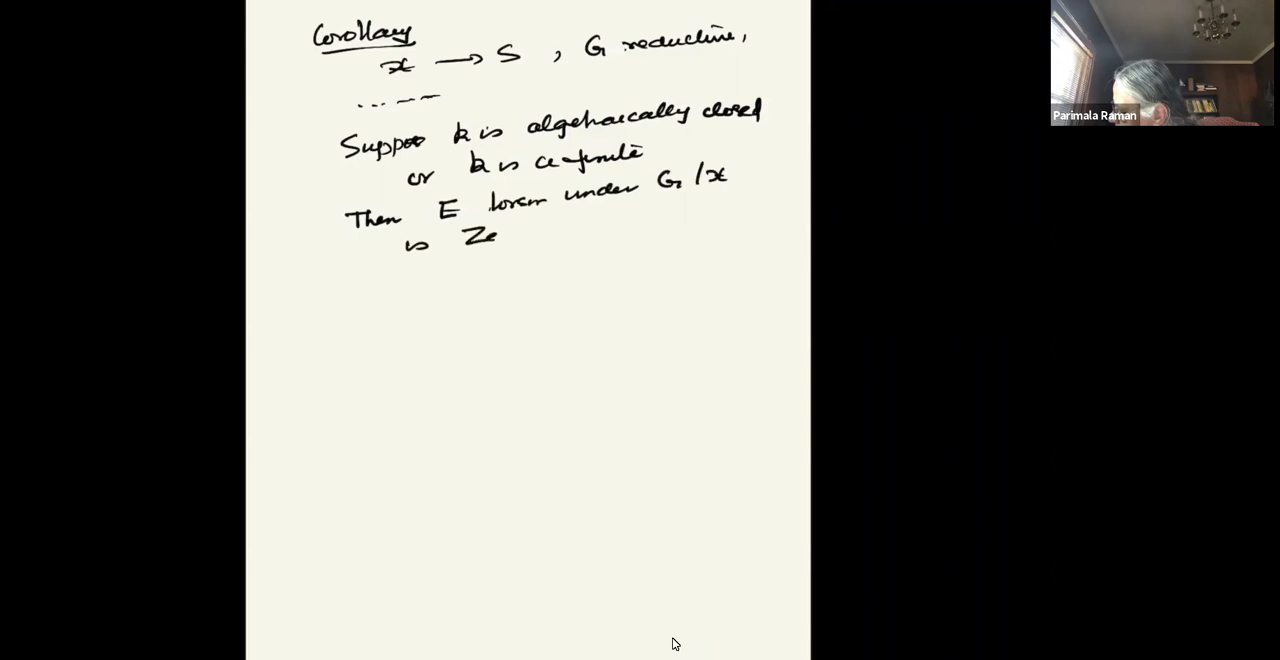 Corollary
𝒳 → S , G reductive,
.. - - -
Suppose k is algebraically closed
or k is a finite
Then E torsor under G /𝒳
is Ze
Parimala Raman